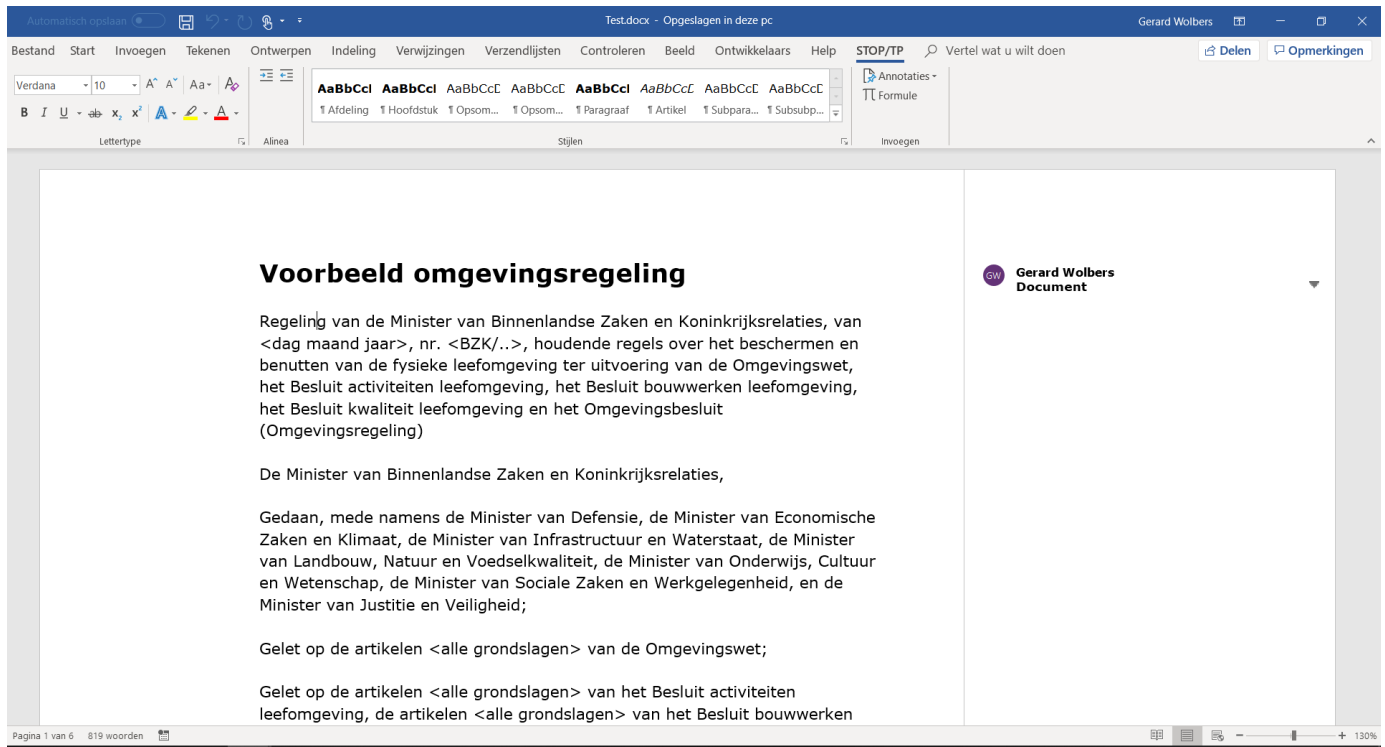 Automatisch opslaan
Test.docx - Opgeslagen in deze pc
Gerard Wolbers
Bestand Start Invoegen Tekenen Ontwerpen Indeling Verwijzingen Verzendlijsten Controleren Beeld Ontwikkelaars Help STOP/TP Vertel wat u wilt doen Delen Opmerkingen
Verdana 10 A^ A˅ Aa A
B I U ab x₂ x² A A
Lettertype
Alinea
AaBbCcI AaBbCcI AaBbCcE AaBbCcE AaBbCcI AaBbCcE AaBbCcE AaBbCcE
¶ Afdeling ¶ Hoofdstuk ¶ Opsom... ¶ Opsom... ¶ Paragraaf ¶ Artikel ¶ Subpara... ¶ Subsubp...
Stijlen
Annotaties
Formule
Invoegen
Voorbeeld omgevingsregeling
Regeling van de Minister van Binnenlandse Zaken en Koninkrijksrelaties, van
<dag maand jaar>, nr. <BZK/..>, houdende regels over het beschermen en
benutten van de fysieke leefomgeving ter uitvoering van de Omgevingswet,
het Besluit activiteiten leefomgeving, het Besluit bouwwerken leefomgeving,
het Besluit kwaliteit leefomgeving en het Omgevingsbesluit
(Omgevingsregeling)
De Minister van Binnenlandse Zaken en Koninkrijksrelaties,
Gedaan, mede namens de Minister van Defensie, de Minister van Economische
Zaken en Klimaat, de Minister van Infrastructuur en Waterstaat, de Minister
van Landbouw, Natuur en Voedselkwaliteit, de Minister van Onderwijs, Cultuur
en Wetenschap, de Minister van Sociale Zaken en Werkgelegenheid, en de
Minister van Justitie en Veiligheid;
Gelet op de artikelen <alle grondslagen> van de Omgevingswet;
Gelet op de artikelen <alle grondslagen> van het Besluit activiteiten
leefomgeving, de artikelen <alle grondslagen> van het Besluit bouwwerken
GW Gerard Wolbers
Document
Pagina 1 van 6 819 woorden
130%